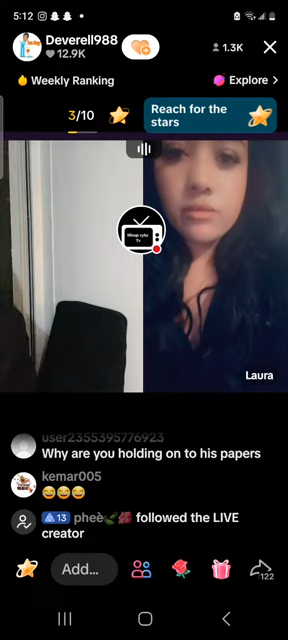 5:12
Deverell988
12.9K
1.3K
Weekly Ranking
Explore >
3/10
Reach for the
stars
Laura
user2355395776923
Why are you holding on to his papers
kemar005
13 pheè followed the LIVE
creator
Add...
122